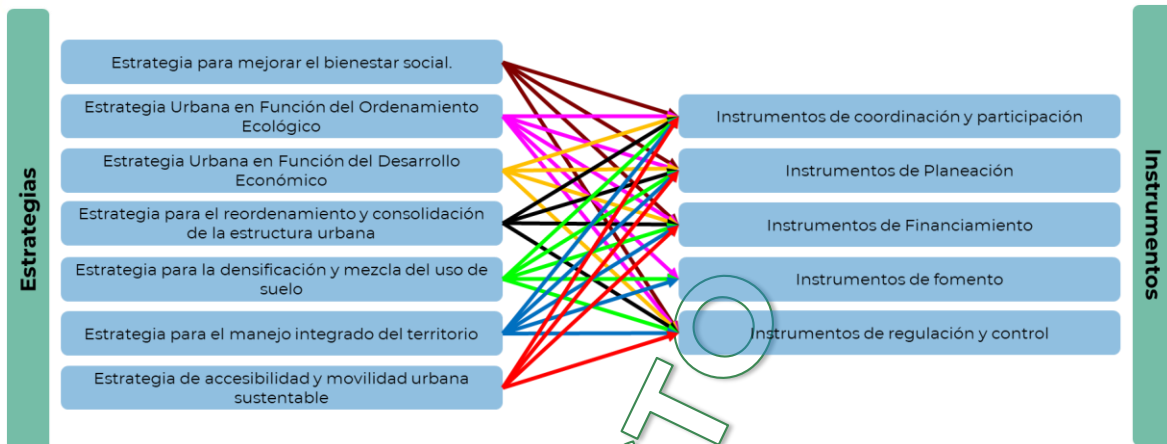 Estrategias
Estrategia para mejorar el bienestar social.
Estrategia Urbana en Función del Ordenamiento
Ecológico
Estrategia Urbana en Función del Desarrollo
Económico
Estrategia para el reordenamiento y consolidación
de la estructura urbana
Estrategia para la densificación y mezcla del uso de
suelo
Estrategia para el manejo integrado del territorio
Estrategia de accesibilidad y movilidad urbana
sustentable
Instrumentos de coordinación y participación
Instrumentos de Planeación
Instrumentos de Financiamiento
Instrumentos de fomento
Instrumentos de regulación y control
Instrumentos
TO